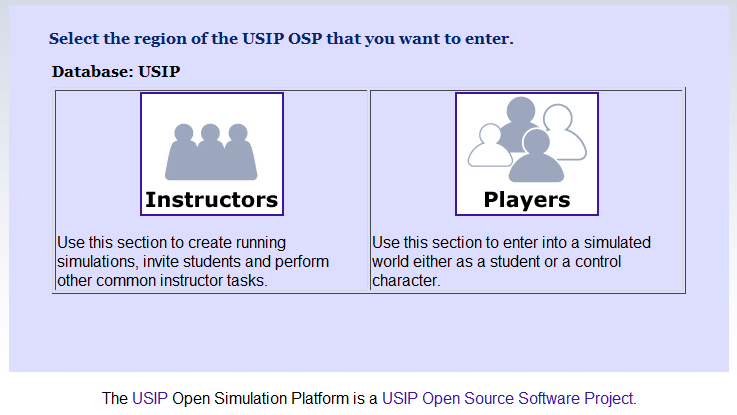 Select the region of the USIP OSP that you want to enter.
Database: USIP
Instructors
Use this section to create running
simulations, invite students and perform
other common instructor tasks.
Players
Use this section to enter into a simulated
world either as a student or a control
character.
The USIP Open Simulation Platform is a USIP Open Source Software Project.